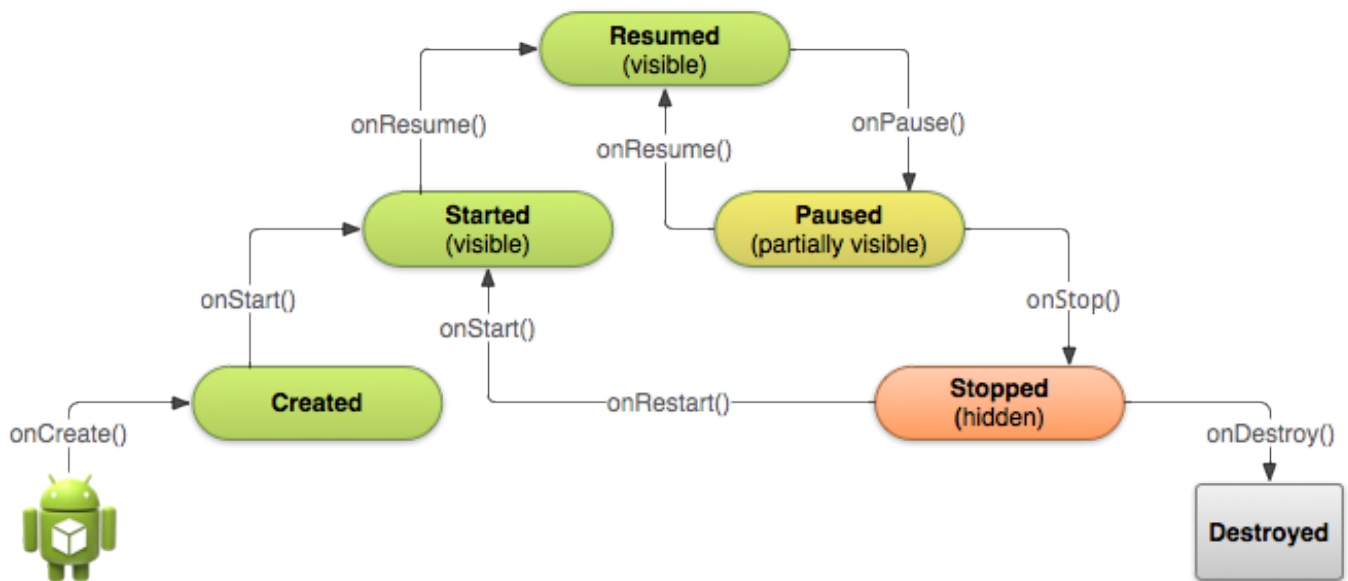 Resumed
(visible)
onResume()
onPause()
onResume()
Started
(visible)
Paused
(partially visible)
onStart()
onStart()
onStop()
Created
onRestart()
Stopped
(hidden)
onCreate()
onDestroy()
Destroyed